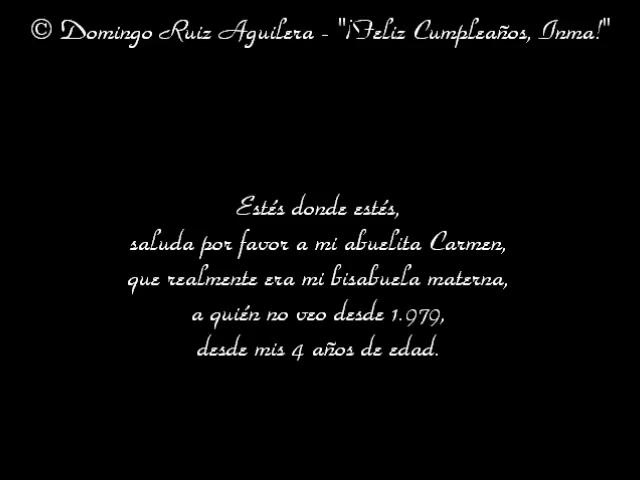 © Domingo Ruiz Aguilera - "¡Feliz Cumpleaños, Inma!"
Estés donde estés,
saluda por favor a mi abuelita Carmen,
que realmente era mi bisabuela materna,
a quién no veo desde 1.979,
desde mis 4 años de edad.